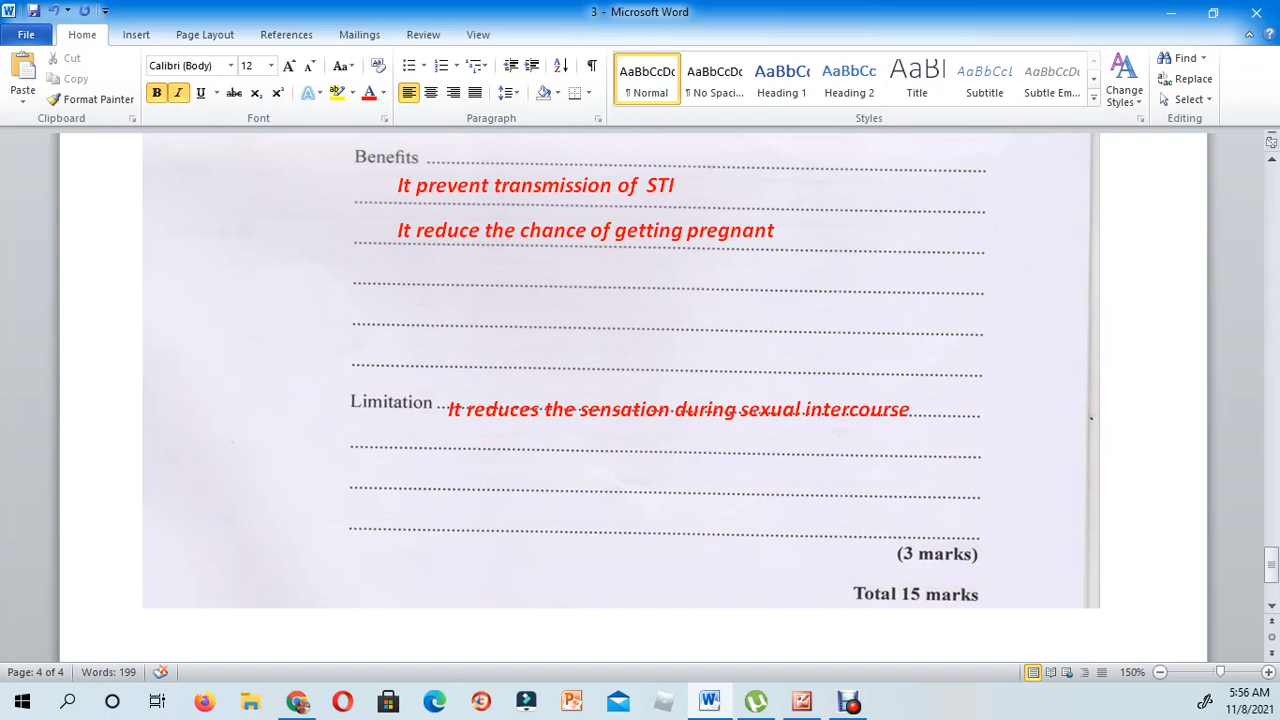 3 - Microsoft Word
File Home Insert Page Layout References Mailings Review View
Paste
Cut
Copy
Format Painter
Clipboard
Calibri (Body) 12
Font
Paragraph
AaBbCcDc AaBbCcDc AaBbCc AaBbCc AaBl AaBbCcL AaBbCcDc
¶ Normal ¶ No Spaci... Heading 1 Heading 2 Title Subtitle Subtle Em...
Change Styles
Styles
Find
Replace
Select
Editing
Benefits
It prevent transmission of STI
It reduce the chance of getting pregnant
Limitation It reduces the sensation during sexual intercourse
(3 marks)
Total 15 marks
Page: 4 of 4 Words: 199 150%
5:56 AM
11/8/2021